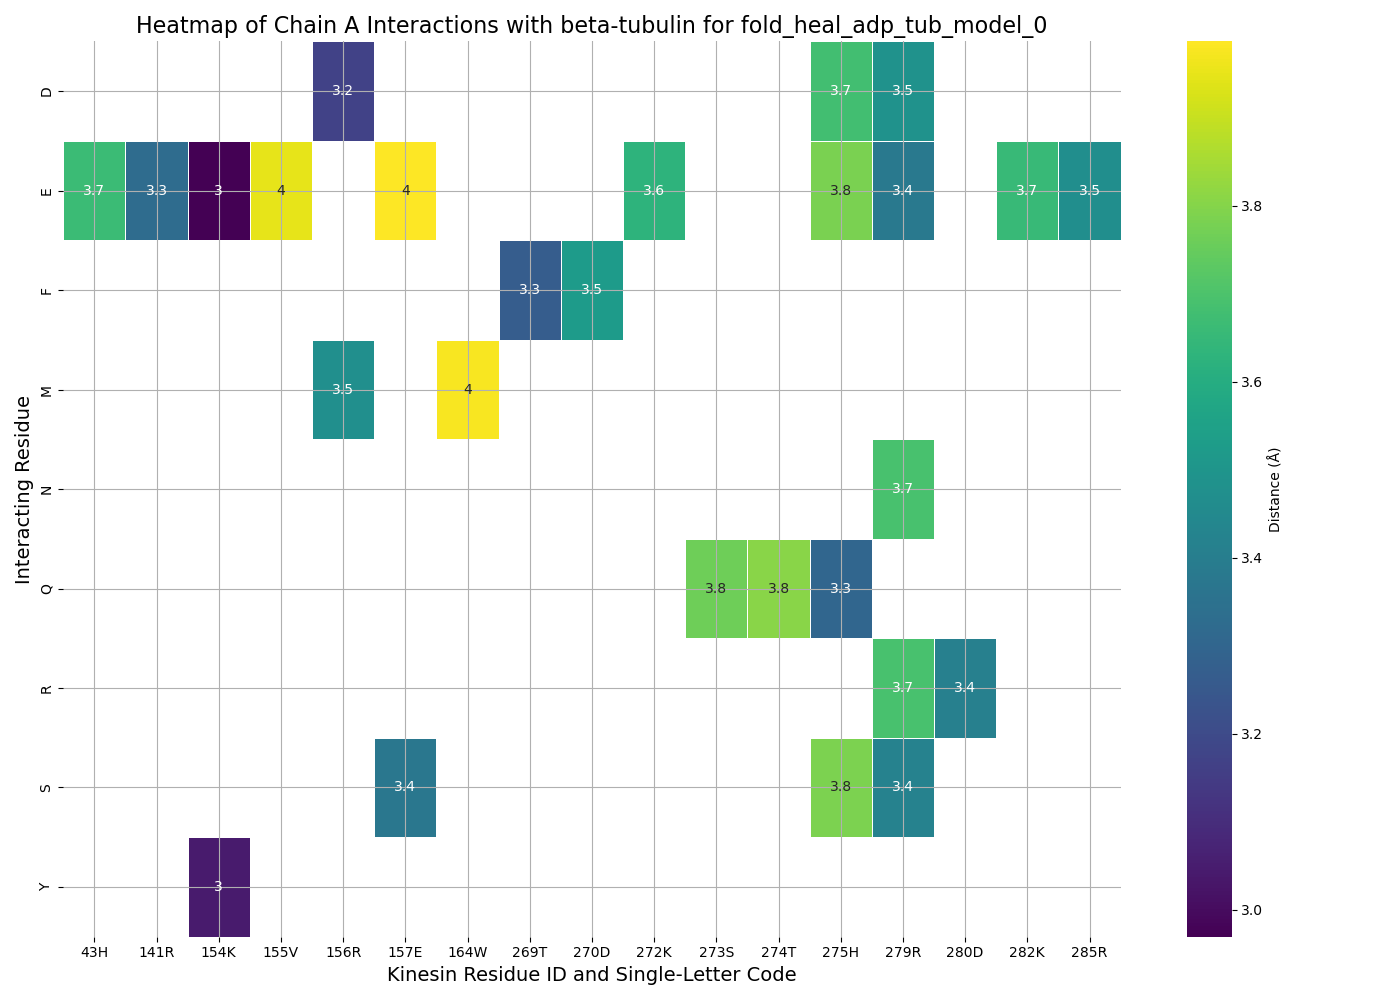 Heatmap of Chain A Interactions with beta-tubulin for fold_heal_adp_tub_model_0
Interacting Residue
D 3.2 3.7 3.5
E 3.7 3.3 3 4 4 3.6 3.8 3.4 3.7 3.5
F 3.3 3.5
M 3.5 4
N 3.7
Q 3.8 3.8 3.3
R 3.7 3.4
S 3.4 3.8 3.4
Y 3
43H 141R 154K 155V 156R 157E 164W 269T 270D 272K 273S 274T 275H 279R 280D 282K 285R
Kinesin Residue ID and Single-Letter Code
3.8
3.6
3.4
3.2
3.0
Distance (Å)